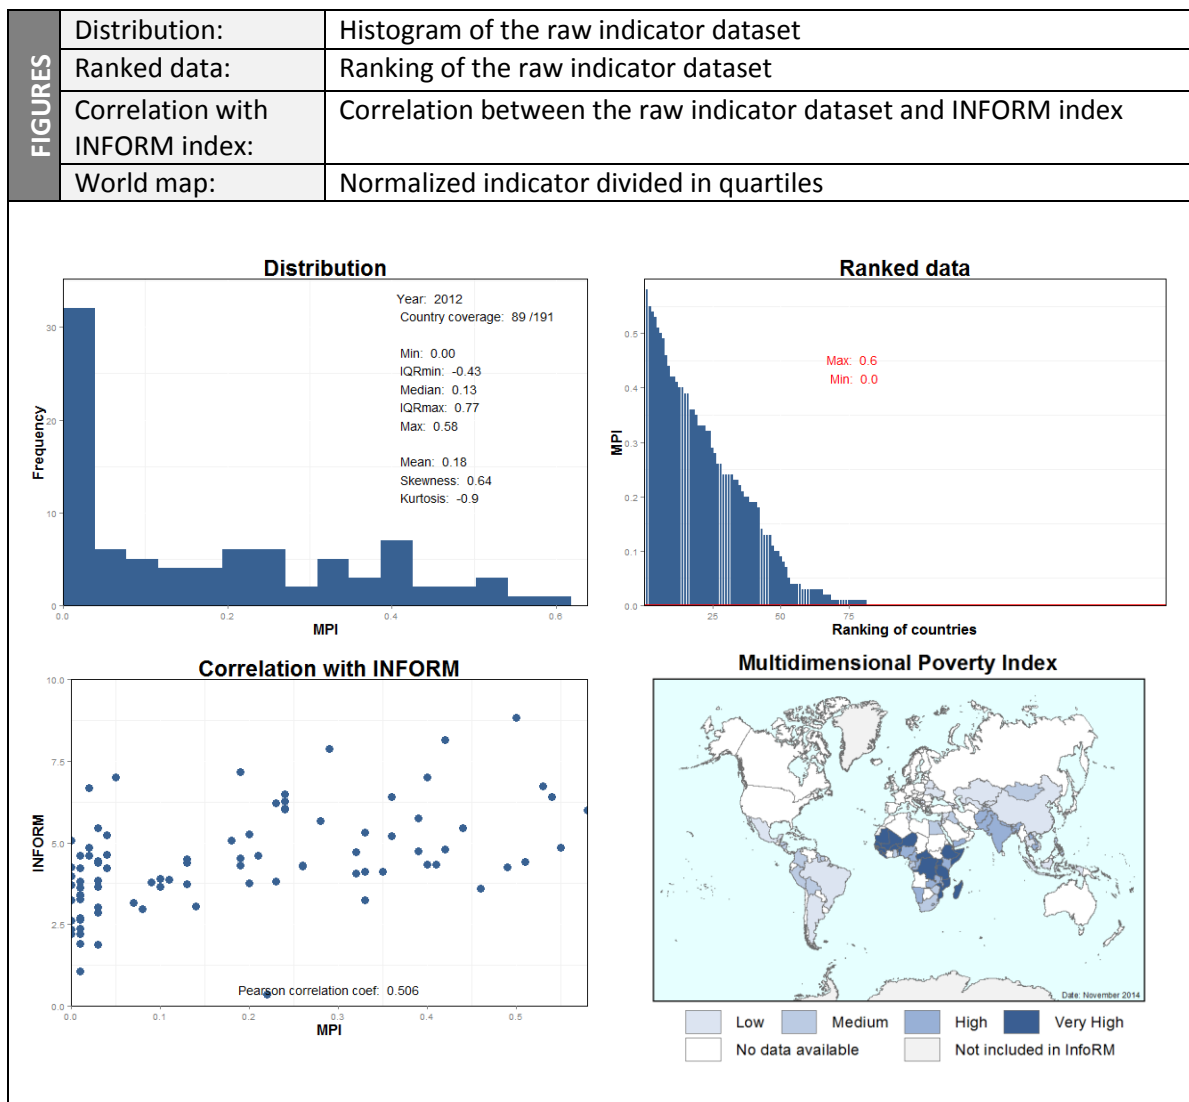 FIGURES
Distribution: Histogram of the raw indicator dataset
Ranked data: Ranking of the raw indicator dataset
Correlation with INFORM index: Correlation between the raw indicator dataset and INFORM index
World map: Normalized indicator divided in quartiles
Distribution
Year: 2012
Country coverage: 89 /191
Min: 0.00
IQRmin: -0.43
Median: 0.13
IQRmax: 0.77
Max: 0.58
Mean: 0.18
Skewness: 0.64
Kurtosis: -0.9
Frequency
30
20
10
0
0.0 0.2 0.4 0.6
MPI
Ranked data
Max: 0.6
Min: 0.0
MPI
0.5
0.4
0.3
0.2
0.1
0.0
25 50 75
Ranking of countries
Correlation with INFORM
INFORM
10.0
7.5
5.0
2.5
0.0
Pearson correlation coef: 0.506
0.0 0.1 0.2 0.3 0.4 0.5
MPI
Multidimensional Poverty Index
Date: November 2014
Low Medium High Very High
No data available Not included in InfoRM